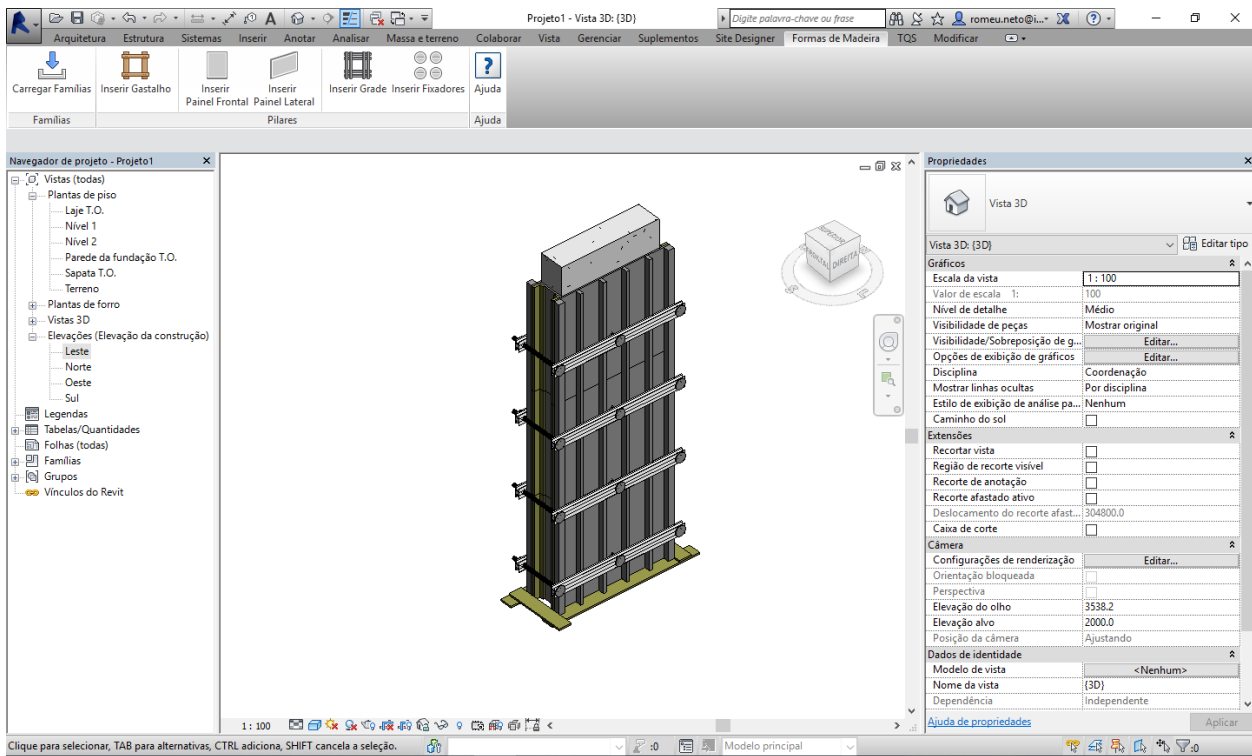 Projeto1 - Vista 3D: {3D}
Digite palavra-chave ou frase
romeu.neto@i...
Arquitetura Estrutura Sistemas Inserir Anotar Analisar Massa e terreno Colaborar Vista Gerenciar Suplementos Site Designer Formas de Madeira TQS Modificar
Carregar Famílias
Inserir Gastalho
Inserir Painel Frontal
Inserir Painel Lateral
Inserir Grade
Inserir Fixadores
Ajuda
Famílias
Pilares
Ajuda
Navegador de projeto - Projeto1
Vistas (todas)
Plantas de piso
Laje T.O.
Nível 1
Nível 2
Parede da fundação T.O.
Sapata T.O.
Terreno
Plantas de forro
Vistas 3D
Elevações (Elevação da construção)
Leste
Norte
Oeste
Sul
Legendas
Tabelas/Quantidades
Folhas (todas)
Famílias
Grupos
Vínculos do Revit
DIREITA
Propriedades
Vista 3D
Vista 3D: {3D}
Editar tipo
Gráficos
Escala da vista 1 : 100
Valor de escala 1: 100
Nível de detalhe Médio
Visibilidade de peças Mostrar original
Visibilidade/Sobreposição de g... Editar...
Opções de exibição de gráficos Editar...
Disciplina Coordenação
Mostrar linhas ocultas Por disciplina
Estilo de exibição de análise pa... Nenhum
Caminho do sol
Extensões
Recortar vista
Região de recorte visível
Recorte de anotação
Recorte afastado ativo
Deslocamento do recorte afast... 304800.0
Caixa de corte
Câmera
Configurações de renderização Editar...
Orientação bloqueada
Perspectiva
Elevação do olho 3538.2
Elevação alvo 2000.0
Posição da câmera Ajustando
Dados de identidade
Modelo de vista <Nenhum>
Nome da vista {3D}
Dependência Independente
Ajuda de propriedades
Aplicar
1 : 100
Clique para selecionar, TAB para alternativas, CTRL adiciona, SHIFT cancela a seleção.
:0
Modelo principal
:0